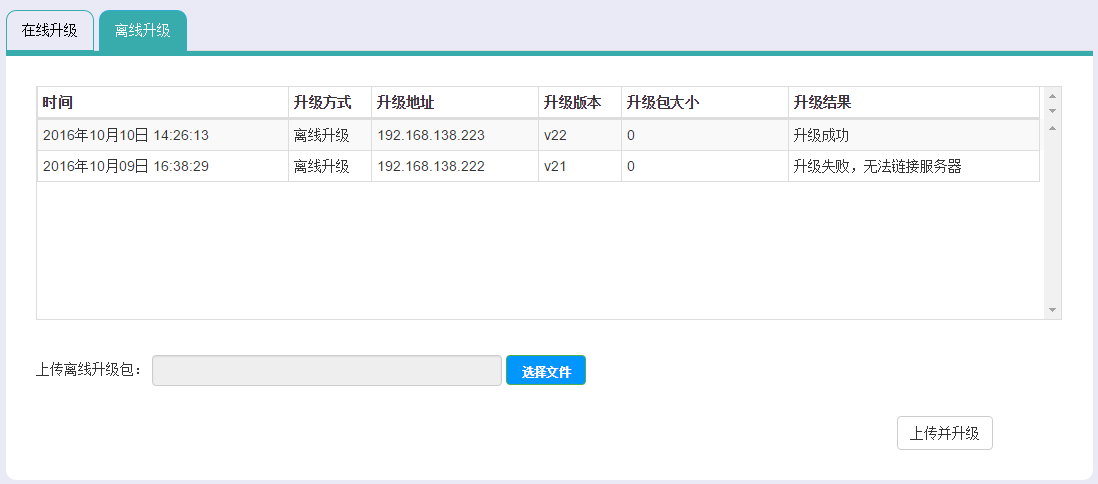 在线升级 离线升级
时间 升级方式 升级地址 升级版本 升级包大小 升级结果
2016年10月10日 14:26:13 离线升级 192.168.138.223 v22 0 升级成功
2016年10月09日 16:38:29 离线升级 192.168.138.222 v21 0 升级失败，无法链接服务器
上传离线升级包： 选择文件
上传并升级